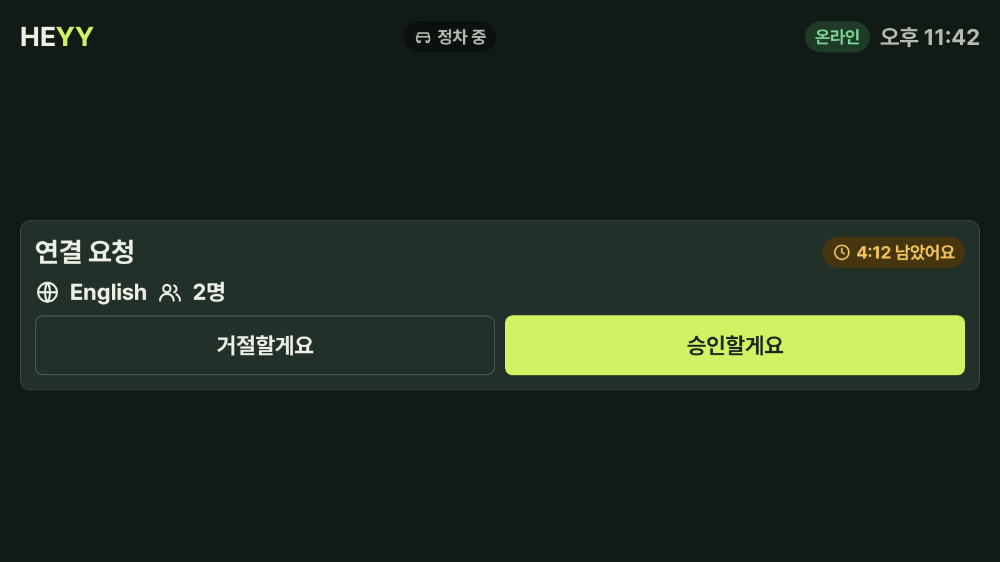 HEYY
정차 중
온라인 오후 11:42
연결 요청
4:12 남았어요
English 2명
거절할게요
승인할게요